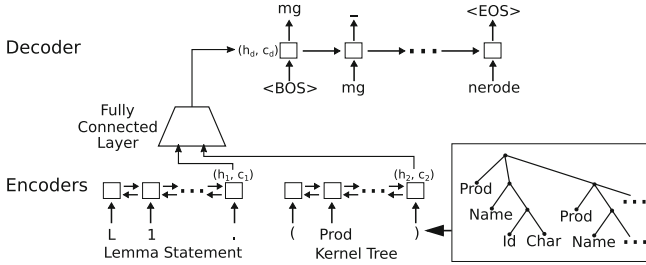 mg _ <EOS>
Decoder (h_d, c_d) ...
<BOS> mg nerode
Fully
Connected
Layer
(h_1, c_1) (h_2, c_2)
Encoders ... ...
L 1 . ( Prod )
Lemma Statement Kernel Tree
Prod
Name Prod ...
Id Char Name ...